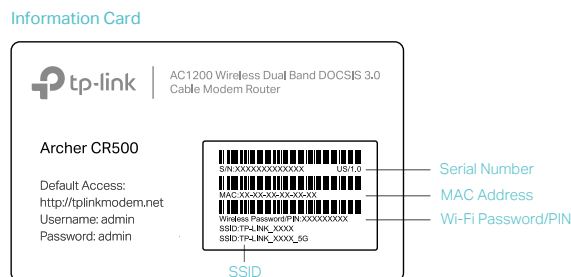 Information Card
tp-link
AC1200 Wireless Dual Band DOCSIS 3.0
Cable Modem Router
Archer CR500
Default Access:
http://tplinkmodem.net
Username: admin
Password: admin
S/N:XXXXXXXXXXXXX US/1.0
MAC:XX-XX-XX-XX-XX-XX
Wireless Password/PIN:XXXXXXXXX
SSID:TP-LINK_XXXX
SSID:TP-LINK_XXXX_5G
Serial Number
MAC Address
Wi-Fi Password/PIN
SSID